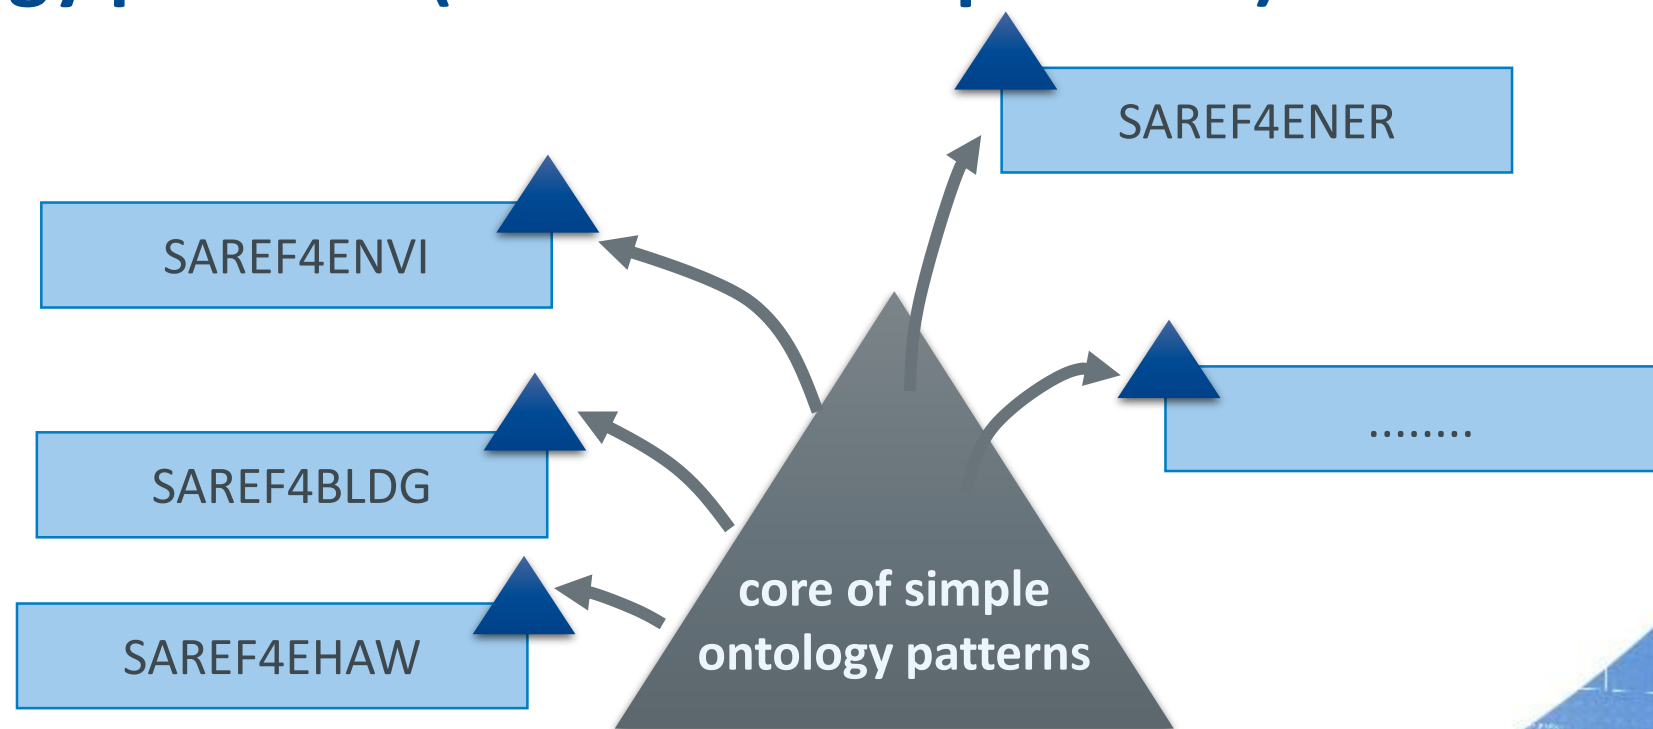 SAREF4ENER
SAREF4ENVI
........
SAREF4BLDG
core of simple
ontology patterns
SAREF4EHAW